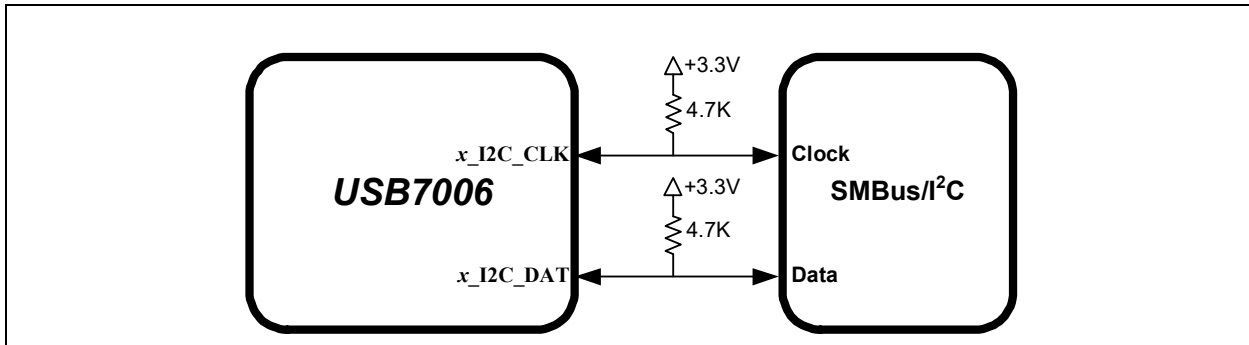 +3.3V
4.7K
x_I2C_CLK
Clock
USB7006
+3.3V
SMBus/I²C
4.7K
x_I2C_DAT
Data